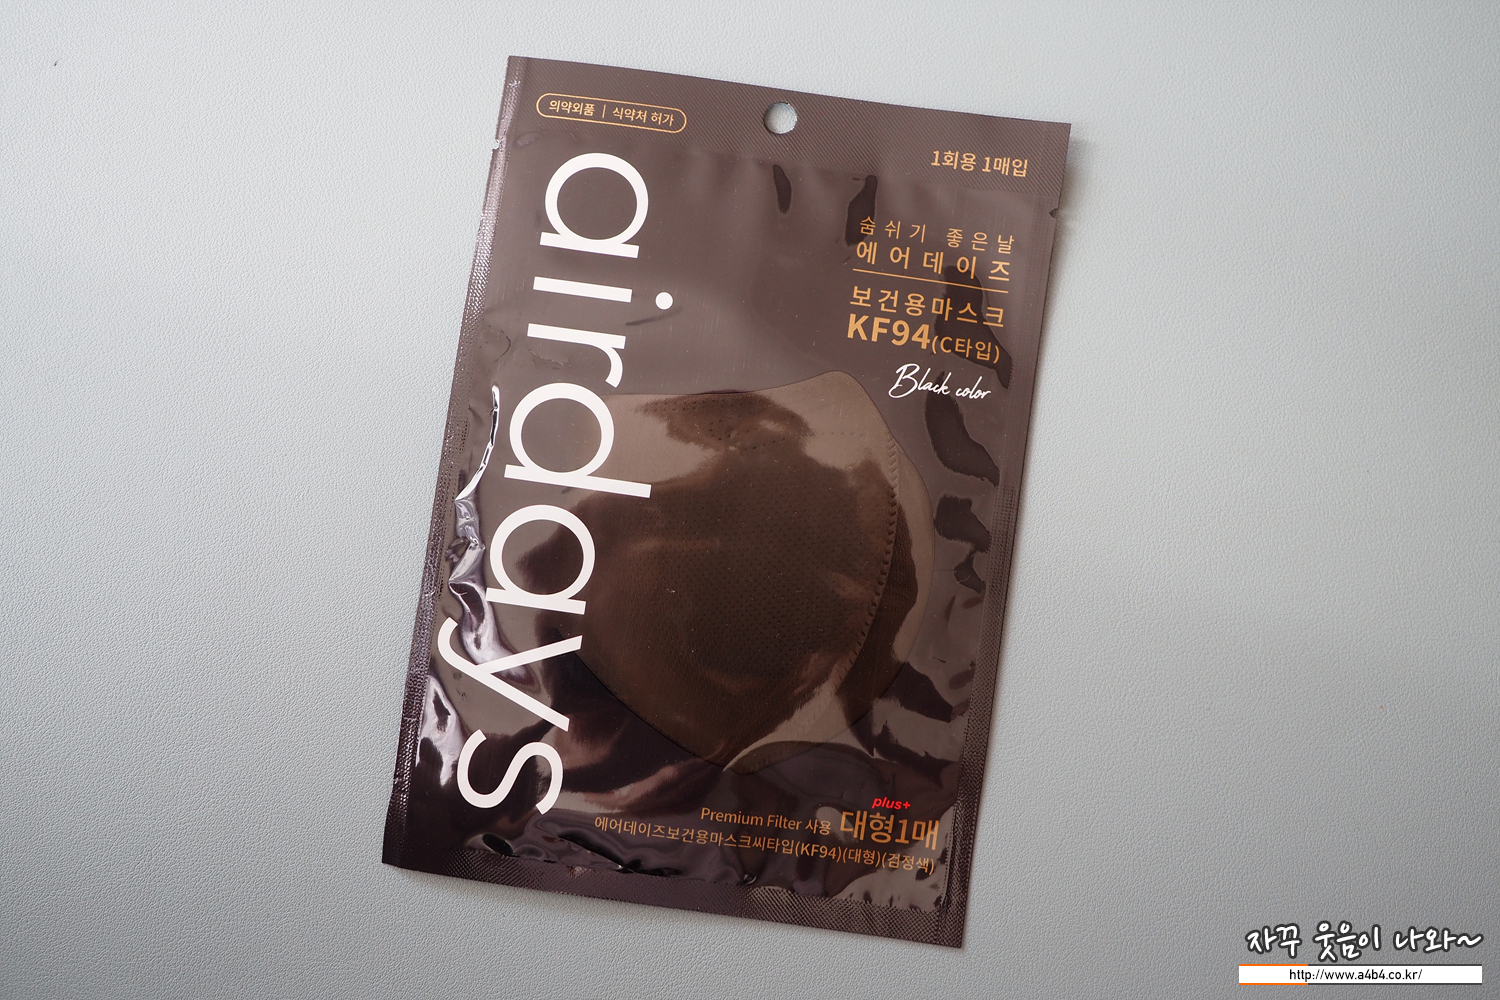 의약외품 | 식약처 허가
1회용 1매입
airdays
숨쉬기 좋은날
에어데이즈
보건용마스크
KF94(C타입)
Black color
plus+
Premium Filter 사용 대형1매
에어데이즈보건용마스크씨타입(KF94)(대형)(검정색)
자꾸 웃음이 나와~
http://www.a4b4.co.kr/